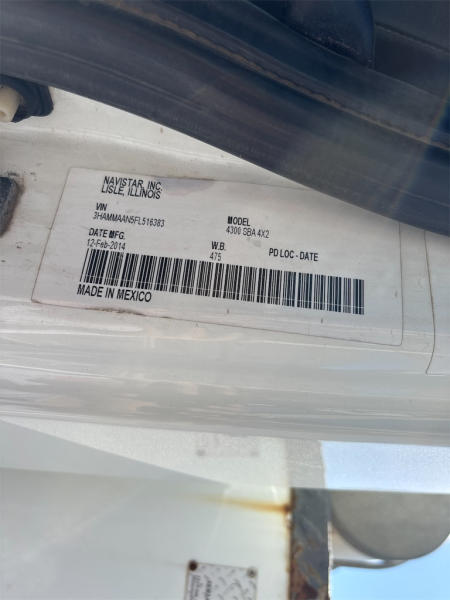 NAVISTAR, INC.
LISLE, ILLINOIS
VIN MODEL
3HAMMAAN5FL516383 4300 SBA 4X2
DATE MFG. W.B. PD LOC - DATE
12-Feb-2014 475
MADE IN MEXICO